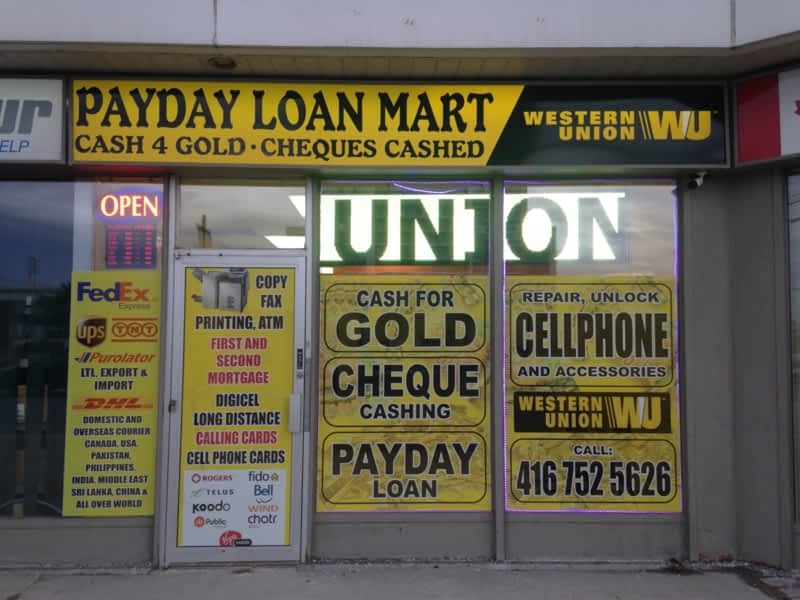 ur
ELP
PAYDAY LOAN MART
CASH 4 GOLD · CHEQUES CASHED
WESTERN
UNION WU
OPEN
FedEx
Express
ups TNT
Purolator
LTL, EXPORT &
IMPORT
DHL
DOMESTIC AND
OVERSEAS COURIER
CANADA, USA,
PAKISTAN,
PHILIPPINES,
INDIA, MIDDLE EAST
SRI LANKA, CHINA &
ALL OVER WORLD
COPY
FAX
PRINTING, ATM
FIRST AND
SECOND
MORTGAGE
DIGICEL
LONG DISTANCE
CALLING CARDS
CELL PHONE CARDS
ROGERS fido
TELUS Bell
koodo WIND
Public chatr
Virgin
UNION
CASH FOR
GOLD
CHEQUE
CASHING
PAYDAY
LOAN
REPAIR, UNLOCK
CELLPHONE
AND ACCESSORIES
WESTERN
UNION WU
CALL:
416 752 5626